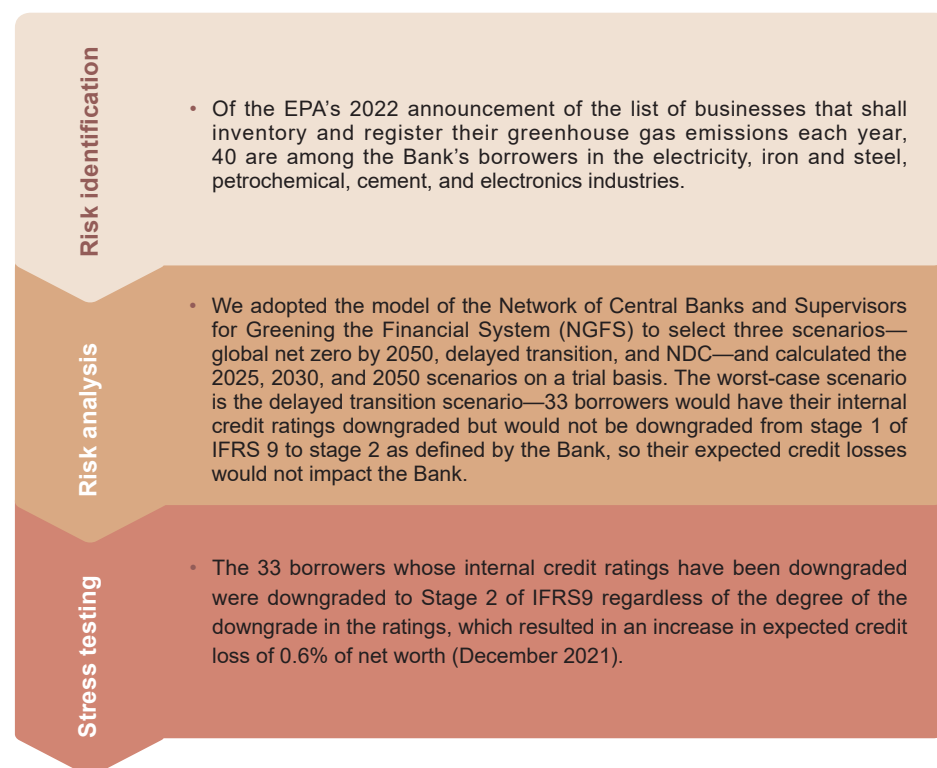 Risk identification
• Of the EPA’s 2022 announcement of the list of businesses that shall
inventory and register their greenhouse gas emissions each year,
40 are among the Bank’s borrowers in the electricity, iron and steel,
petrochemical, cement, and electronics industries.
Risk analysis
• We adopted the model of the Network of Central Banks and Supervisors
for Greening the Financial System (NGFS) to select three scenarios—
global net zero by 2050, delayed transition, and NDC—and calculated the
2025, 2030, and 2050 scenarios on a trial basis. The worst-case scenario
is the delayed transition scenario—33 borrowers would have their internal
credit ratings downgraded but would not be downgraded from stage 1 of
IFRS 9 to stage 2 as defined by the Bank, so their expected credit losses
would not impact the Bank.
Stress testing
• The 33 borrowers whose internal credit ratings have been downgraded
were downgraded to Stage 2 of IFRS9 regardless of the degree of the
downgrade in the ratings, which resulted in an increase in expected credit
loss of 0.6% of net worth (December 2021).